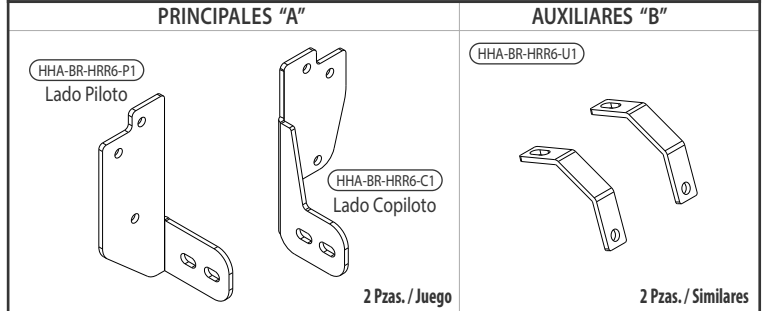 PRINCIPALES “A”
HHA-BR-HRR6-P1
Lado Piloto
HHA-BR-HRR6-C1
Lado Copiloto
2 Pzas. / Juego
AUXILIARES “B”
HHA-BR-HRR6-U1
2 Pzas. / Similares